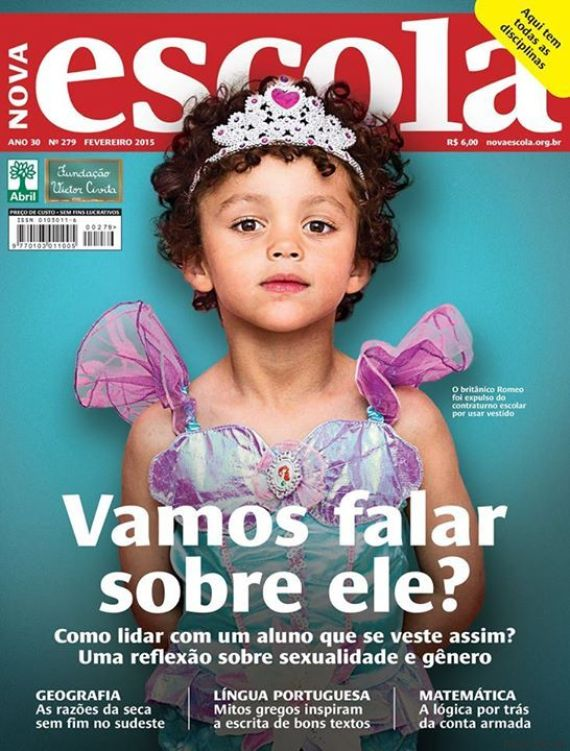 Aqui tem
todas as
disciplinas
NOVA
escola
ANO 30 Nº 279 FEVEREIRO 2015
R$ 6,00 novaescola.org.br
Abril
Fundação
Victor Civita
PREÇO DE CUSTO • SEM FINS LUCRATIVOS
ISSN 0103011-6
00279
9 770103 011005
O britânico Romeo
foi expulso do
contraturno escolar
por usar vestido
Vamos falar
sobre ele?
Como lidar com um aluno que se veste assim?
Uma reflexão sobre sexualidade e gênero
GEOGRAFIA
As razões da seca
sem fim no sudeste
LÍNGUA PORTUGUESA
Mitos gregos inspiram
a escrita de bons textos
MATEMÁTICA
A lógica por trás
da conta armada